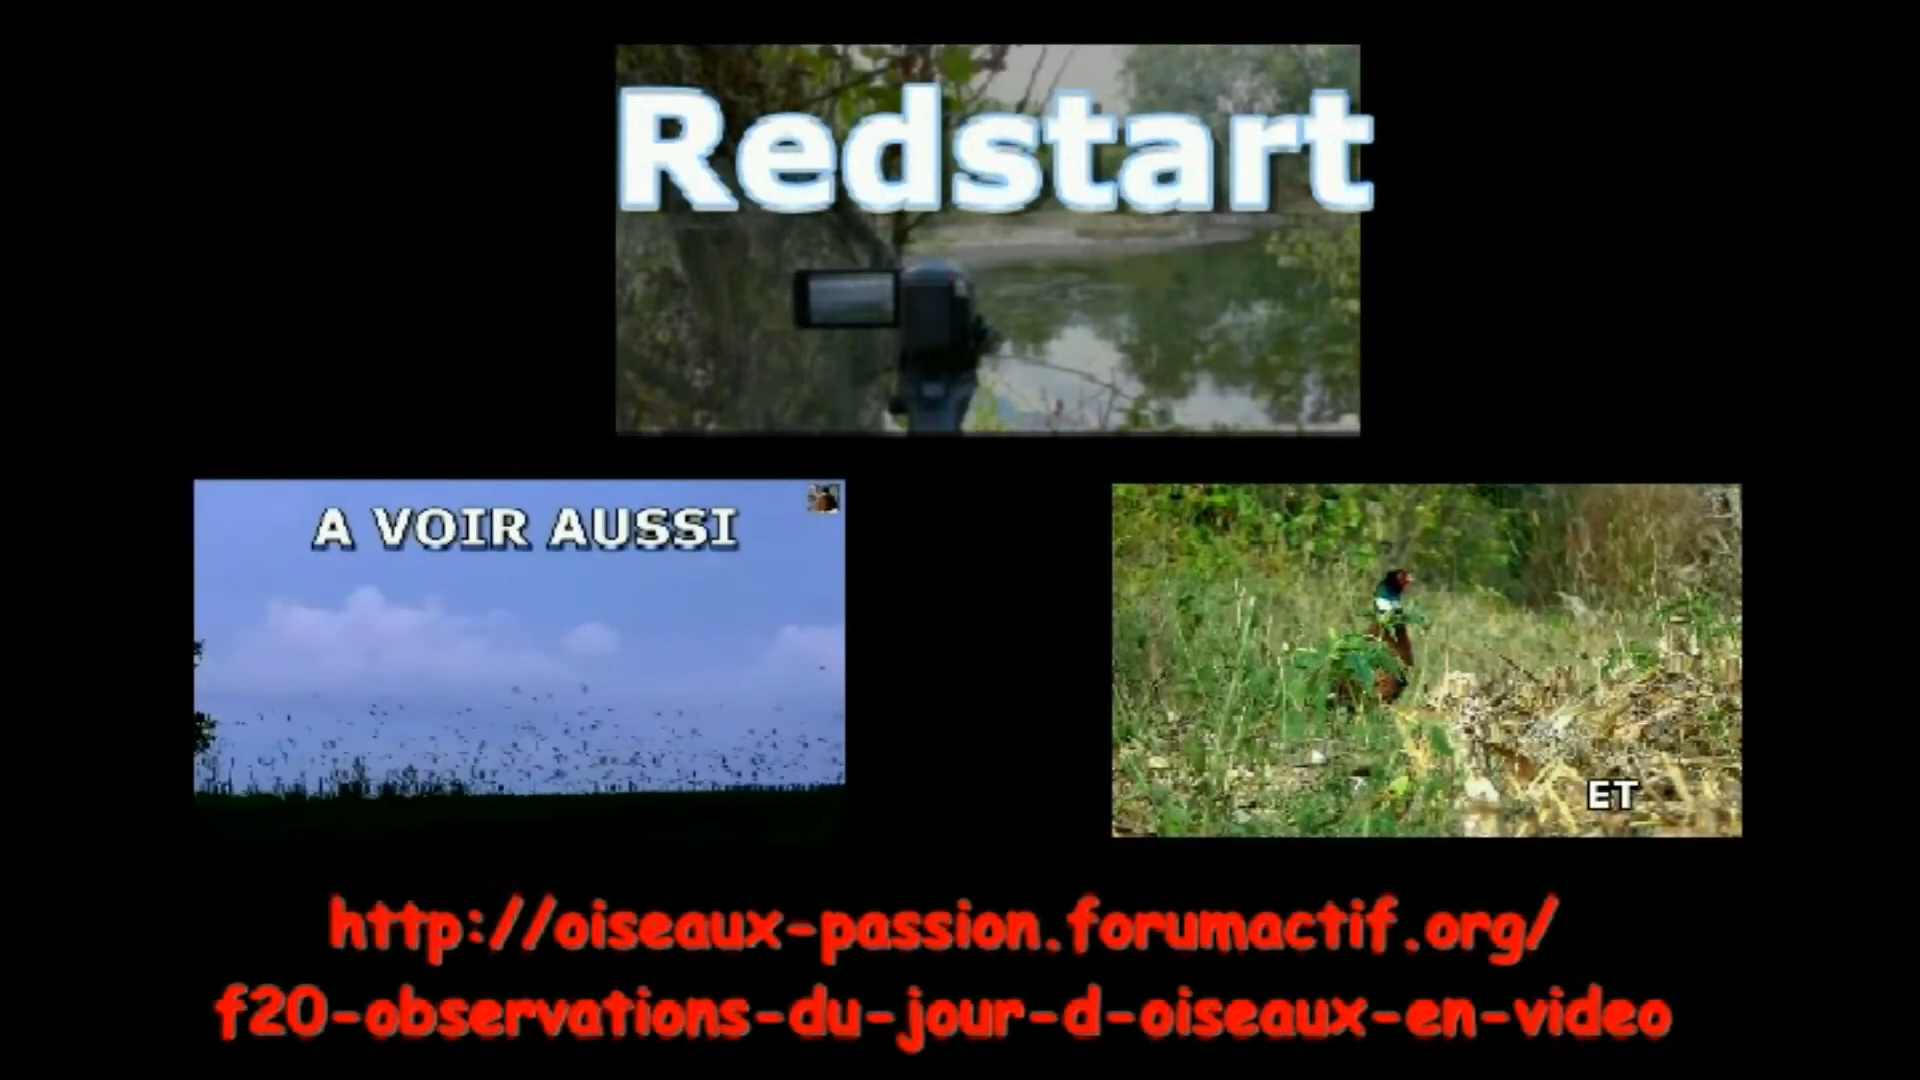 Redstart
A VOIR AUSSI
ET
http://oiseaux-passion.forumactif.org/
f20-observations-du-jour-d-oiseaux-en-video